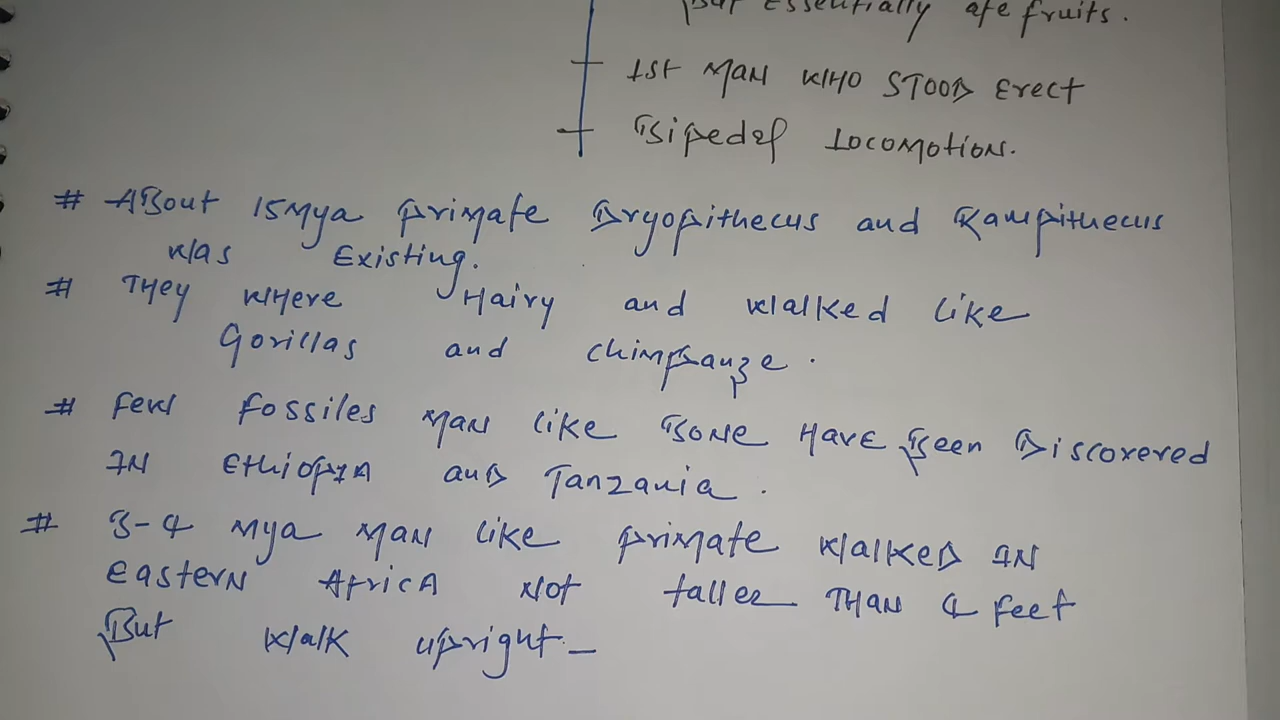 But Essentially ate fruits.
1st MAN WHO STOOD Erect
Bipedal Locomotion.
# About 15mya primate Dryopithecus and Rampithecus
was Existing.
# THey where Hairy and walked like
Gorillas and chimpanze.
# Few fossiles MAN like BONE HAVE Been Discovered
IN EthiopIA anD Tanzania.
# 3-4 mya MAN like primate walkeD IN
EasterN AfricA Not taller THAN 4 feet
But walk upright_